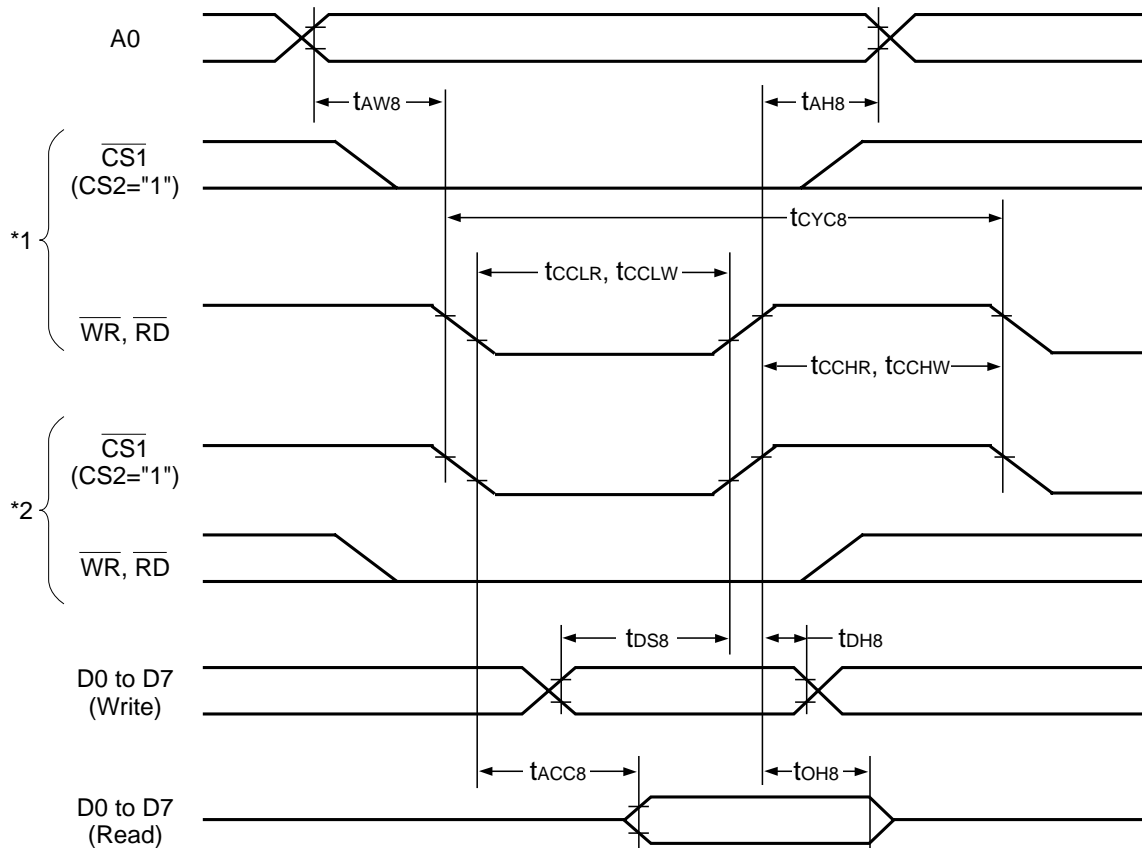 A0
tAW8
tAH8
*1
CS1
(CS2="1")
tCYC8
tCCLR, tCCLW
WR, RD
tCCHR, tCCHW
*2
CS1
(CS2="1")
WR, RD
tDS8
tDH8
D0 to D7
(Write)
tACC8
tOH8
D0 to D7
(Read)